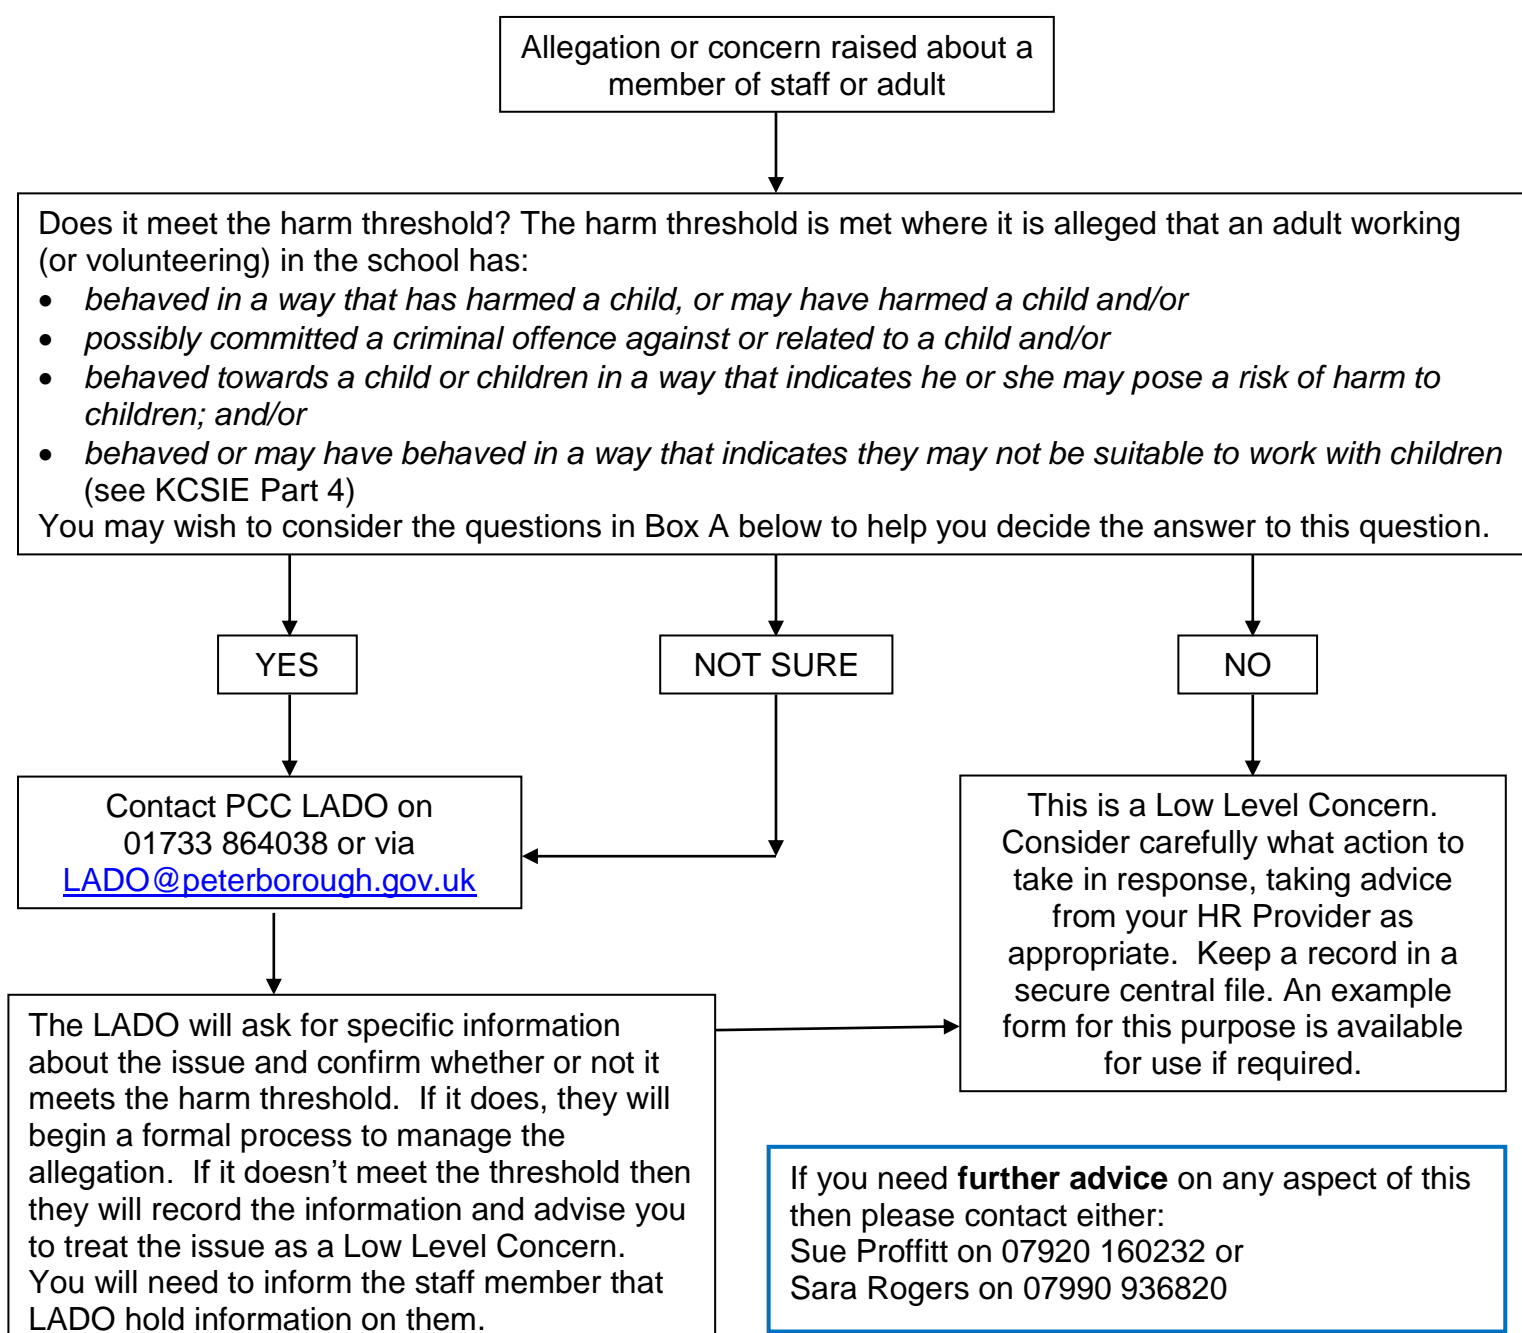 Allegation or concern raised about a
member of staff or adult
Does it meet the harm threshold? The harm threshold is met where it is alleged that an adult working
(or volunteering) in the school has:
• behaved in a way that has harmed a child, or may have harmed a child and/or
• possibly committed a criminal offence against or related to a child and/or
• behaved towards a child or children in a way that indicates he or she may pose a risk of harm to
children; and/or
• behaved or may have behaved in a way that indicates they may not be suitable to work with children
(see KCSIE Part 4)
You may wish to consider the questions in Box A below to help you decide the answer to this question.
YES
NOT SURE
NO
Contact PCC LADO on
01733 864038 or via
LADO@peterborough.gov.uk
This is a Low Level Concern.
Consider carefully what action to
take in response, taking advice
from your HR Provider as
appropriate.  Keep a record in a
secure central file. An example
form for this purpose is available
for use if required.
The LADO will ask for specific information
about the issue and confirm whether or not it
meets the harm threshold.  If it does, they will
begin a formal process to manage the
allegation.  If it doesn’t meet the threshold then
they will record the information and advise you
to treat the issue as a Low Level Concern.
You will need to inform the staff member that
LADO hold information on them.
If you need further advice on any aspect of this
then please contact either:
Sue Proffitt on 07920 160232 or
Sara Rogers on 07990 936820